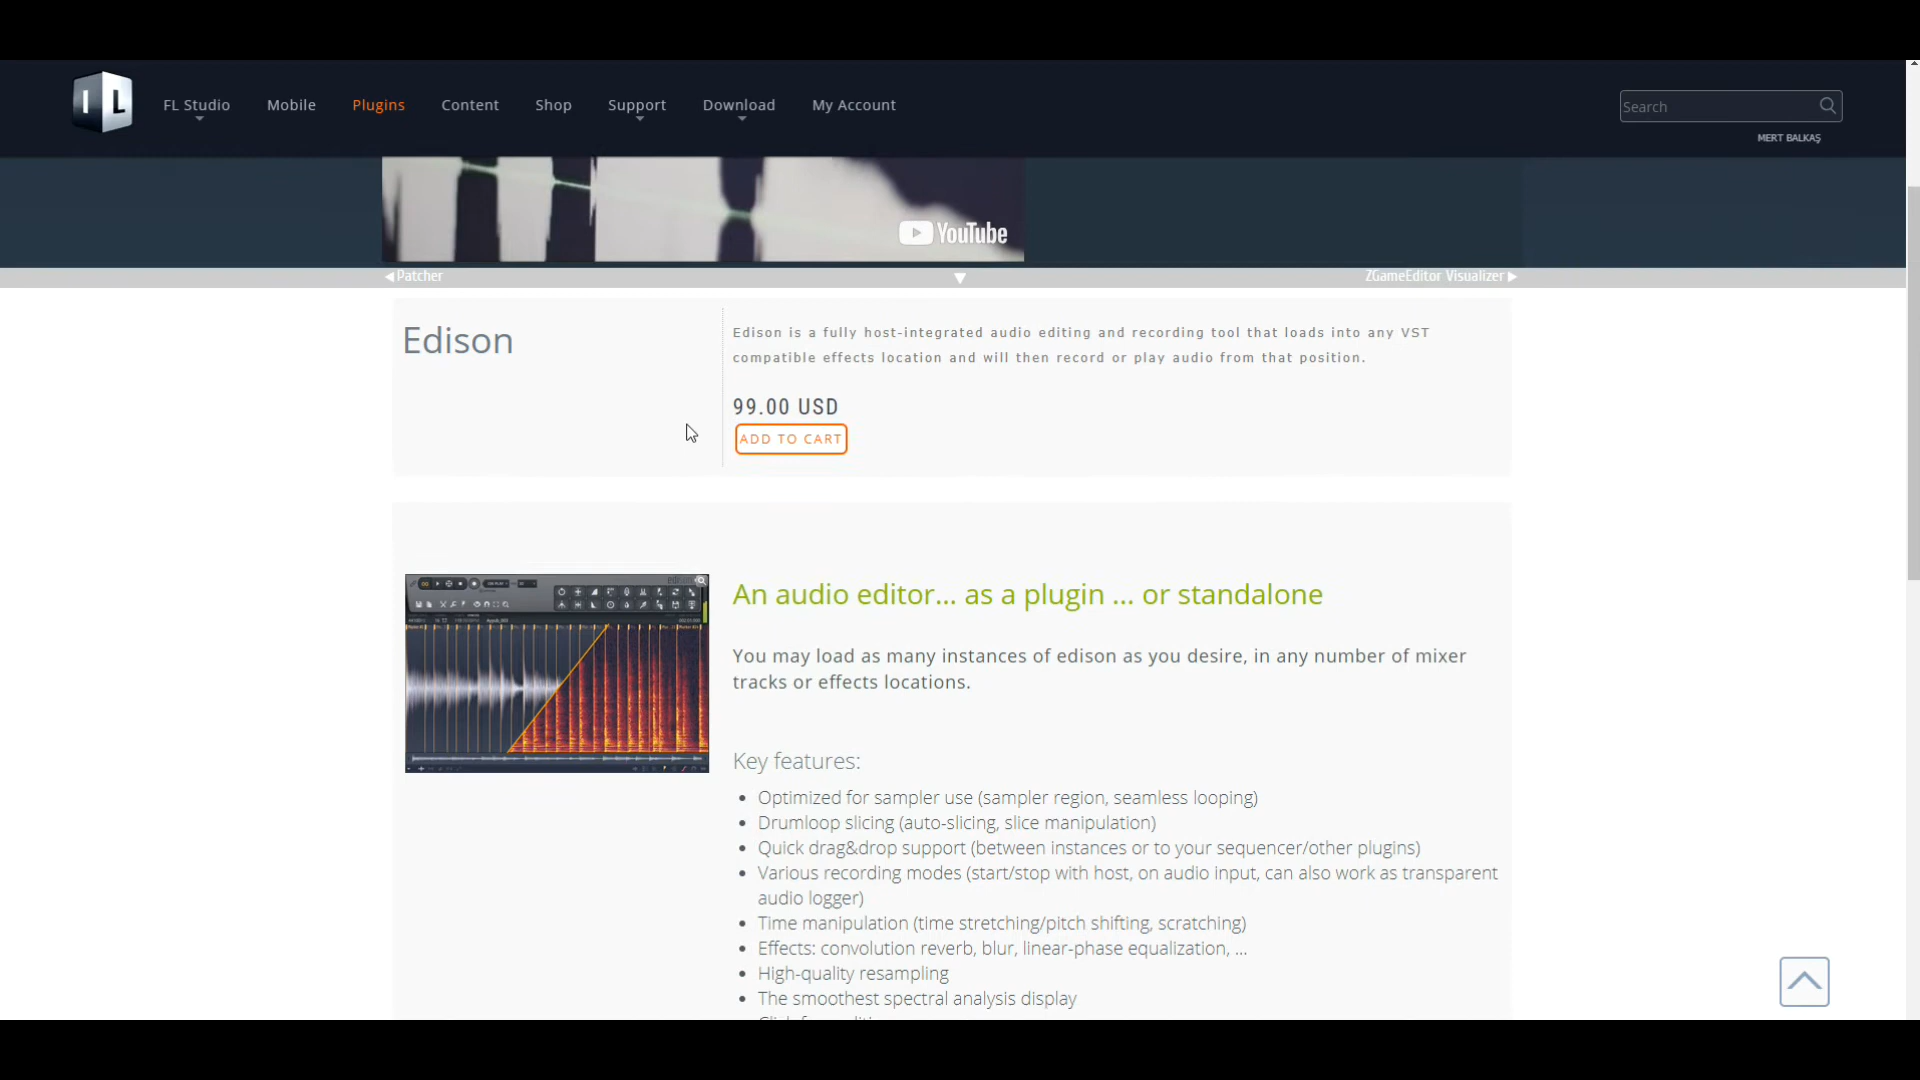 IL
FL Studio Mobile Plugins Content Shop Support Download My Account
Search
MERT BALKAŞ
YouTube
Patcher
ZGameEditor Visualizer
Edison
Edison is a fully host-integrated audio editing and recording tool that loads into any VST
compatible effects location and will then record or play audio from that position.
99.00 USD
ADD TO CART
An audio editor... as a plugin ... or standalone
You may load as many instances of edison as you desire, in any number of mixer
tracks or effects locations.
Key features:
Optimized for sampler use (sampler region, seamless looping)
Drumloop slicing (auto-slicing, slice manipulation)
Quick drag&drop support (between instances or to your sequencer/other plugins)
Various recording modes (start/stop with host, on audio input, can also work as transparent
audio logger)
Time manipulation (time stretching/pitch shifting, scratching)
Effects: convolution reverb, blur, linear-phase equalization, ...
High-quality resampling
The smoothest spectral analysis display